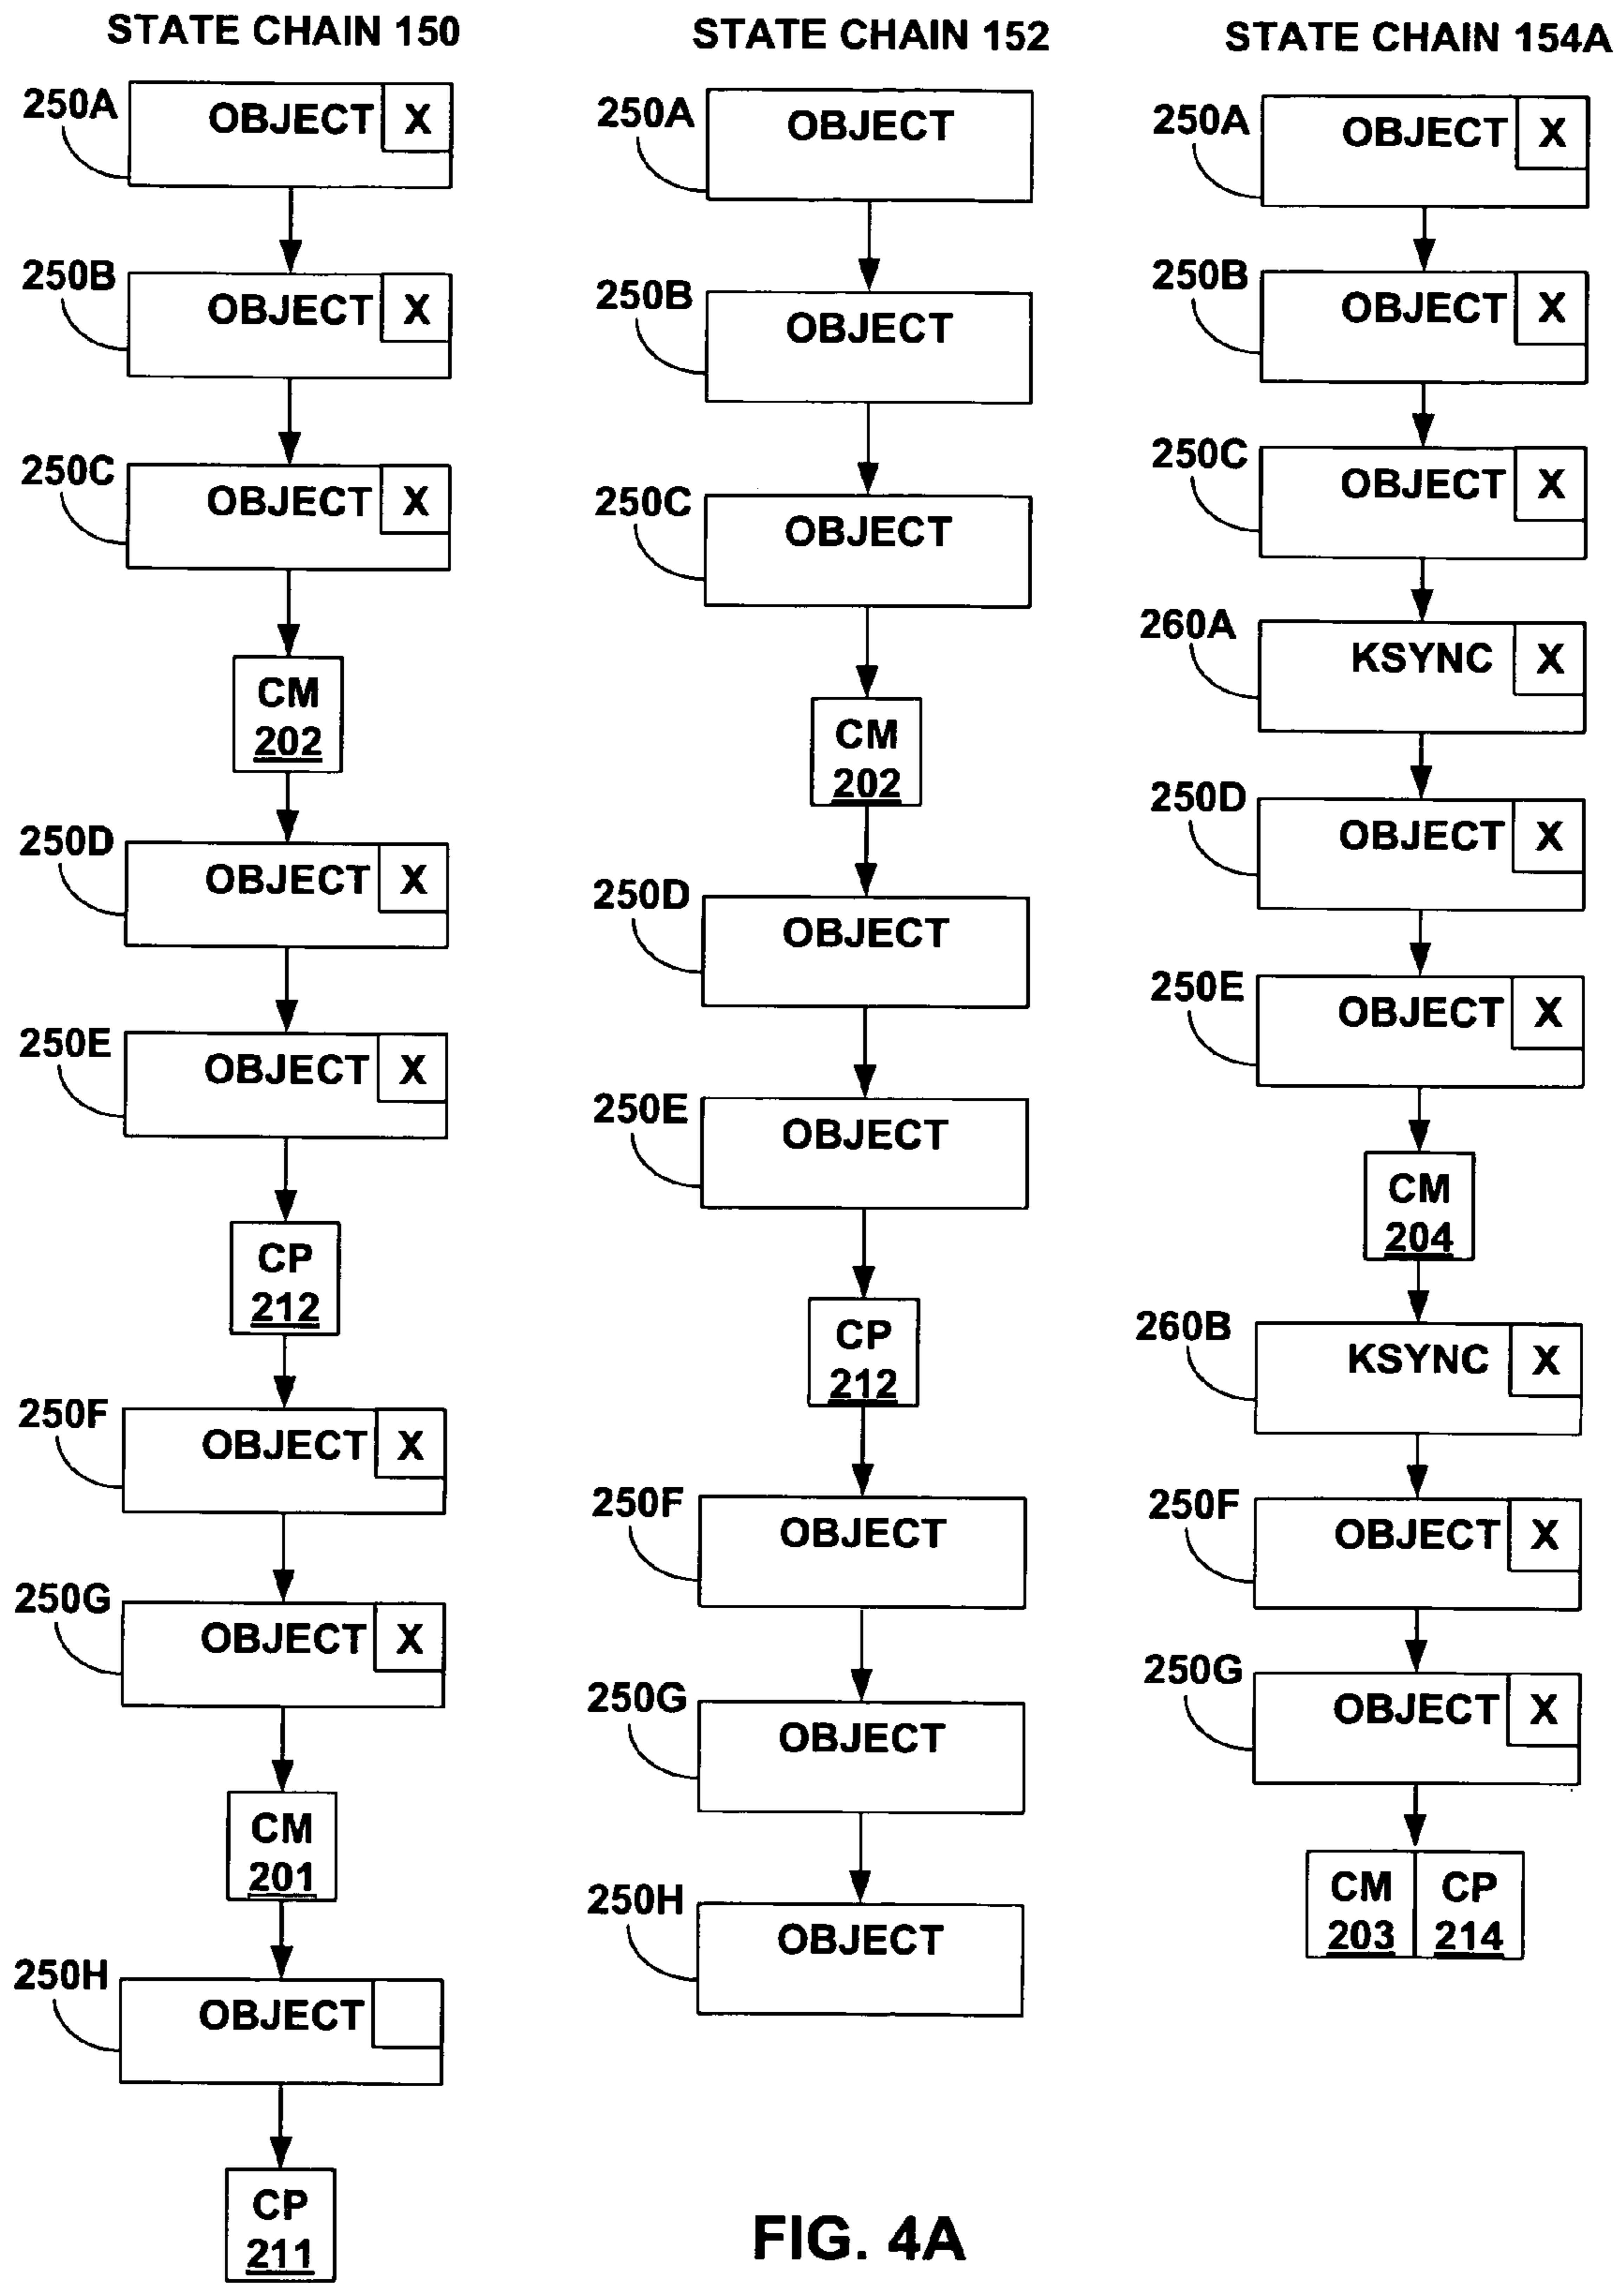 STATE CHAIN 150
250A
OBJECT X
250B
OBJECT X
250C
OBJECT X
CM
202
250D
OBJECT X
250E
OBJECT X
CP
212
250F
OBJECT X
250G
OBJECT X
CM
201
250H
OBJECT
CP
211
STATE CHAIN 152
250A
OBJECT
250B
OBJECT
250C
OBJECT
CM
202
250D
OBJECT
250E
OBJECT
CP
212
250F
OBJECT
250G
OBJECT
250H
OBJECT
STATE CHAIN 154A
250A
OBJECT X
250B
OBJECT X
250C
OBJECT X
260A
KSYNC X
250D
OBJECT X
250E
OBJECT X
CM
204
260B
KSYNC X
250F
OBJECT X
250G
OBJECT X
CM CP
203 214
FIG. 4A